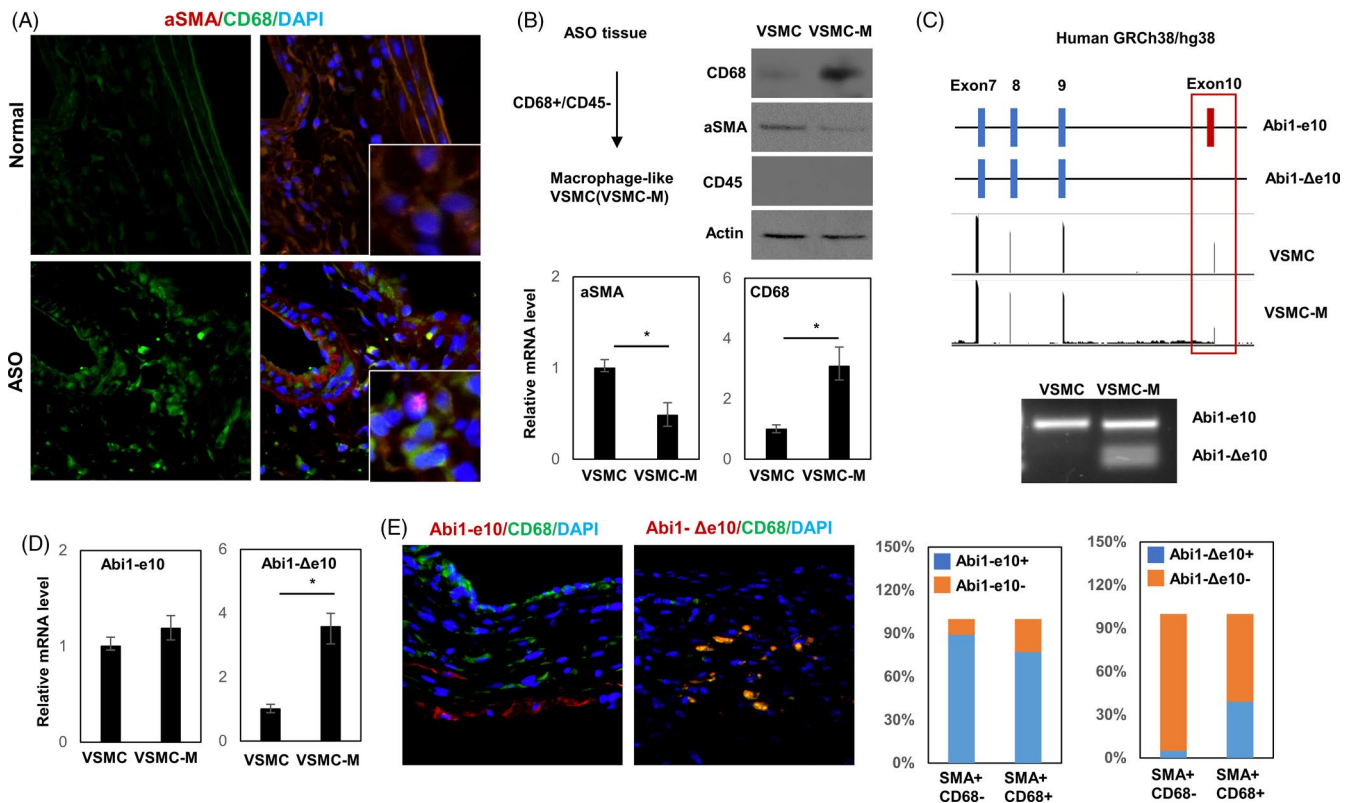 (A)
aSMA/CD68/DAPI
Normal
ASO
(B)
ASO tissue
CD68+/CD45-
Macrophage-like
VSMC(VSMC-M)
VSMC VSMC-M
CD68
aSMA
CD45
Actin
Relative mRNA level
2
1
0
aSMA
*
VSMC VSMC-M
6
4
2
0
CD68
*
VSMC VSMC-M
(C)
Human GRCh38/hg38
Exon7 8 9 Exon10
Abi1-e10
Abi1-Δe10
VSMC
VSMC-M
VSMC VSMC-M
Abi1-e10
Abi1-Δe10
(D)
Relative mRNA level
2
1
0
Abi1-e10
VSMC VSMC-M
6
4
2
0
Abi1-Δe10
*
VSMC VSMC-M
(E)
Abi1-e10/CD68/DAPI
Abi1- Δe10/CD68/DAPI
150%
120%
90%
60%
30%
0%
Abi1-e10+
Abi1-e10-
SMA+ SMA+
CD68- CD68+
150%
120%
90%
60%
30%
0%
Abi1-Δe10+
Abi1-Δe10-
SMA+ SMA+
CD68- CD68+